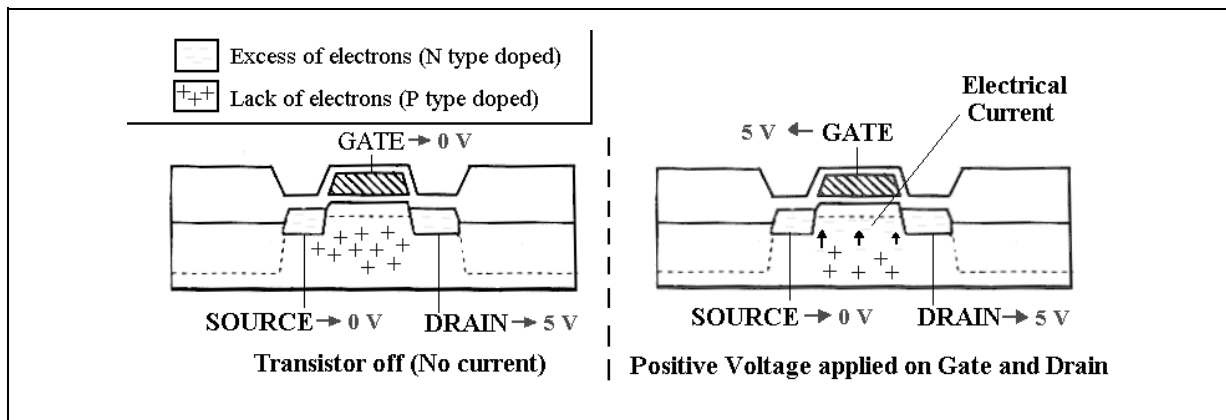 Excess of electrons (N type doped)
Lack of electrons (P type doped)
GATE → 0 V
SOURCE → 0 V
DRAIN → 5 V
Transistor off (No current)
Electrical
Current
5 V ← GATE
SOURCE → 0 V
DRAIN → 5 V
Positive Voltage applied on Gate and Drain